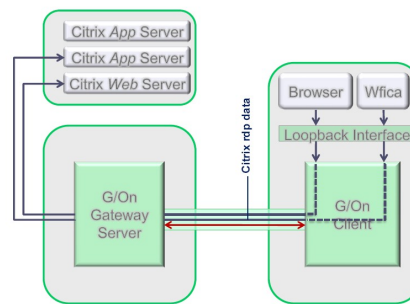 Citrix App Server
Citrix App Server
Citrix Web Server
Browser
Wfica
Loopback Interface
Citrix rdp data
G/On
Gateway
Server
G/On
Client